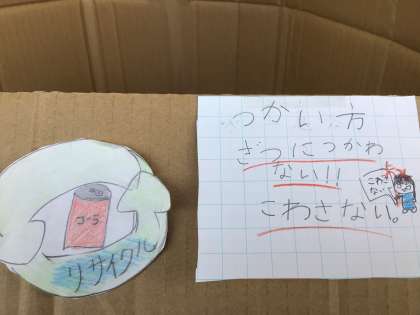 コーラ
リサイクル
つかい方
ざつにつかわ
ない!!
こわさない。
こわさ
ない!